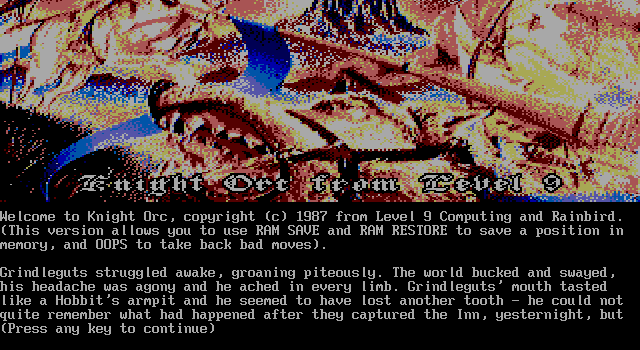 Knight Orc from Level 9
Welcome to Knight Orc, copyright (c) 1987 from Level 9 Computing and Rainbird.
(This version allows you to use RAM SAVE and RAM RESTORE to save a position in
memory, and OOPS to take back bad moves).
Grindleguts struggled awake, groaning piteously. The world bucked and swayed,
his headache was agony and he ached in every limb. Grindleguts' mouth tasted
like a Hobbit's armpit and he seemed to have lost another tooth - he could not
quite remember what had happened after they captured the Inn, yesternight, but
(Press any key to continue)